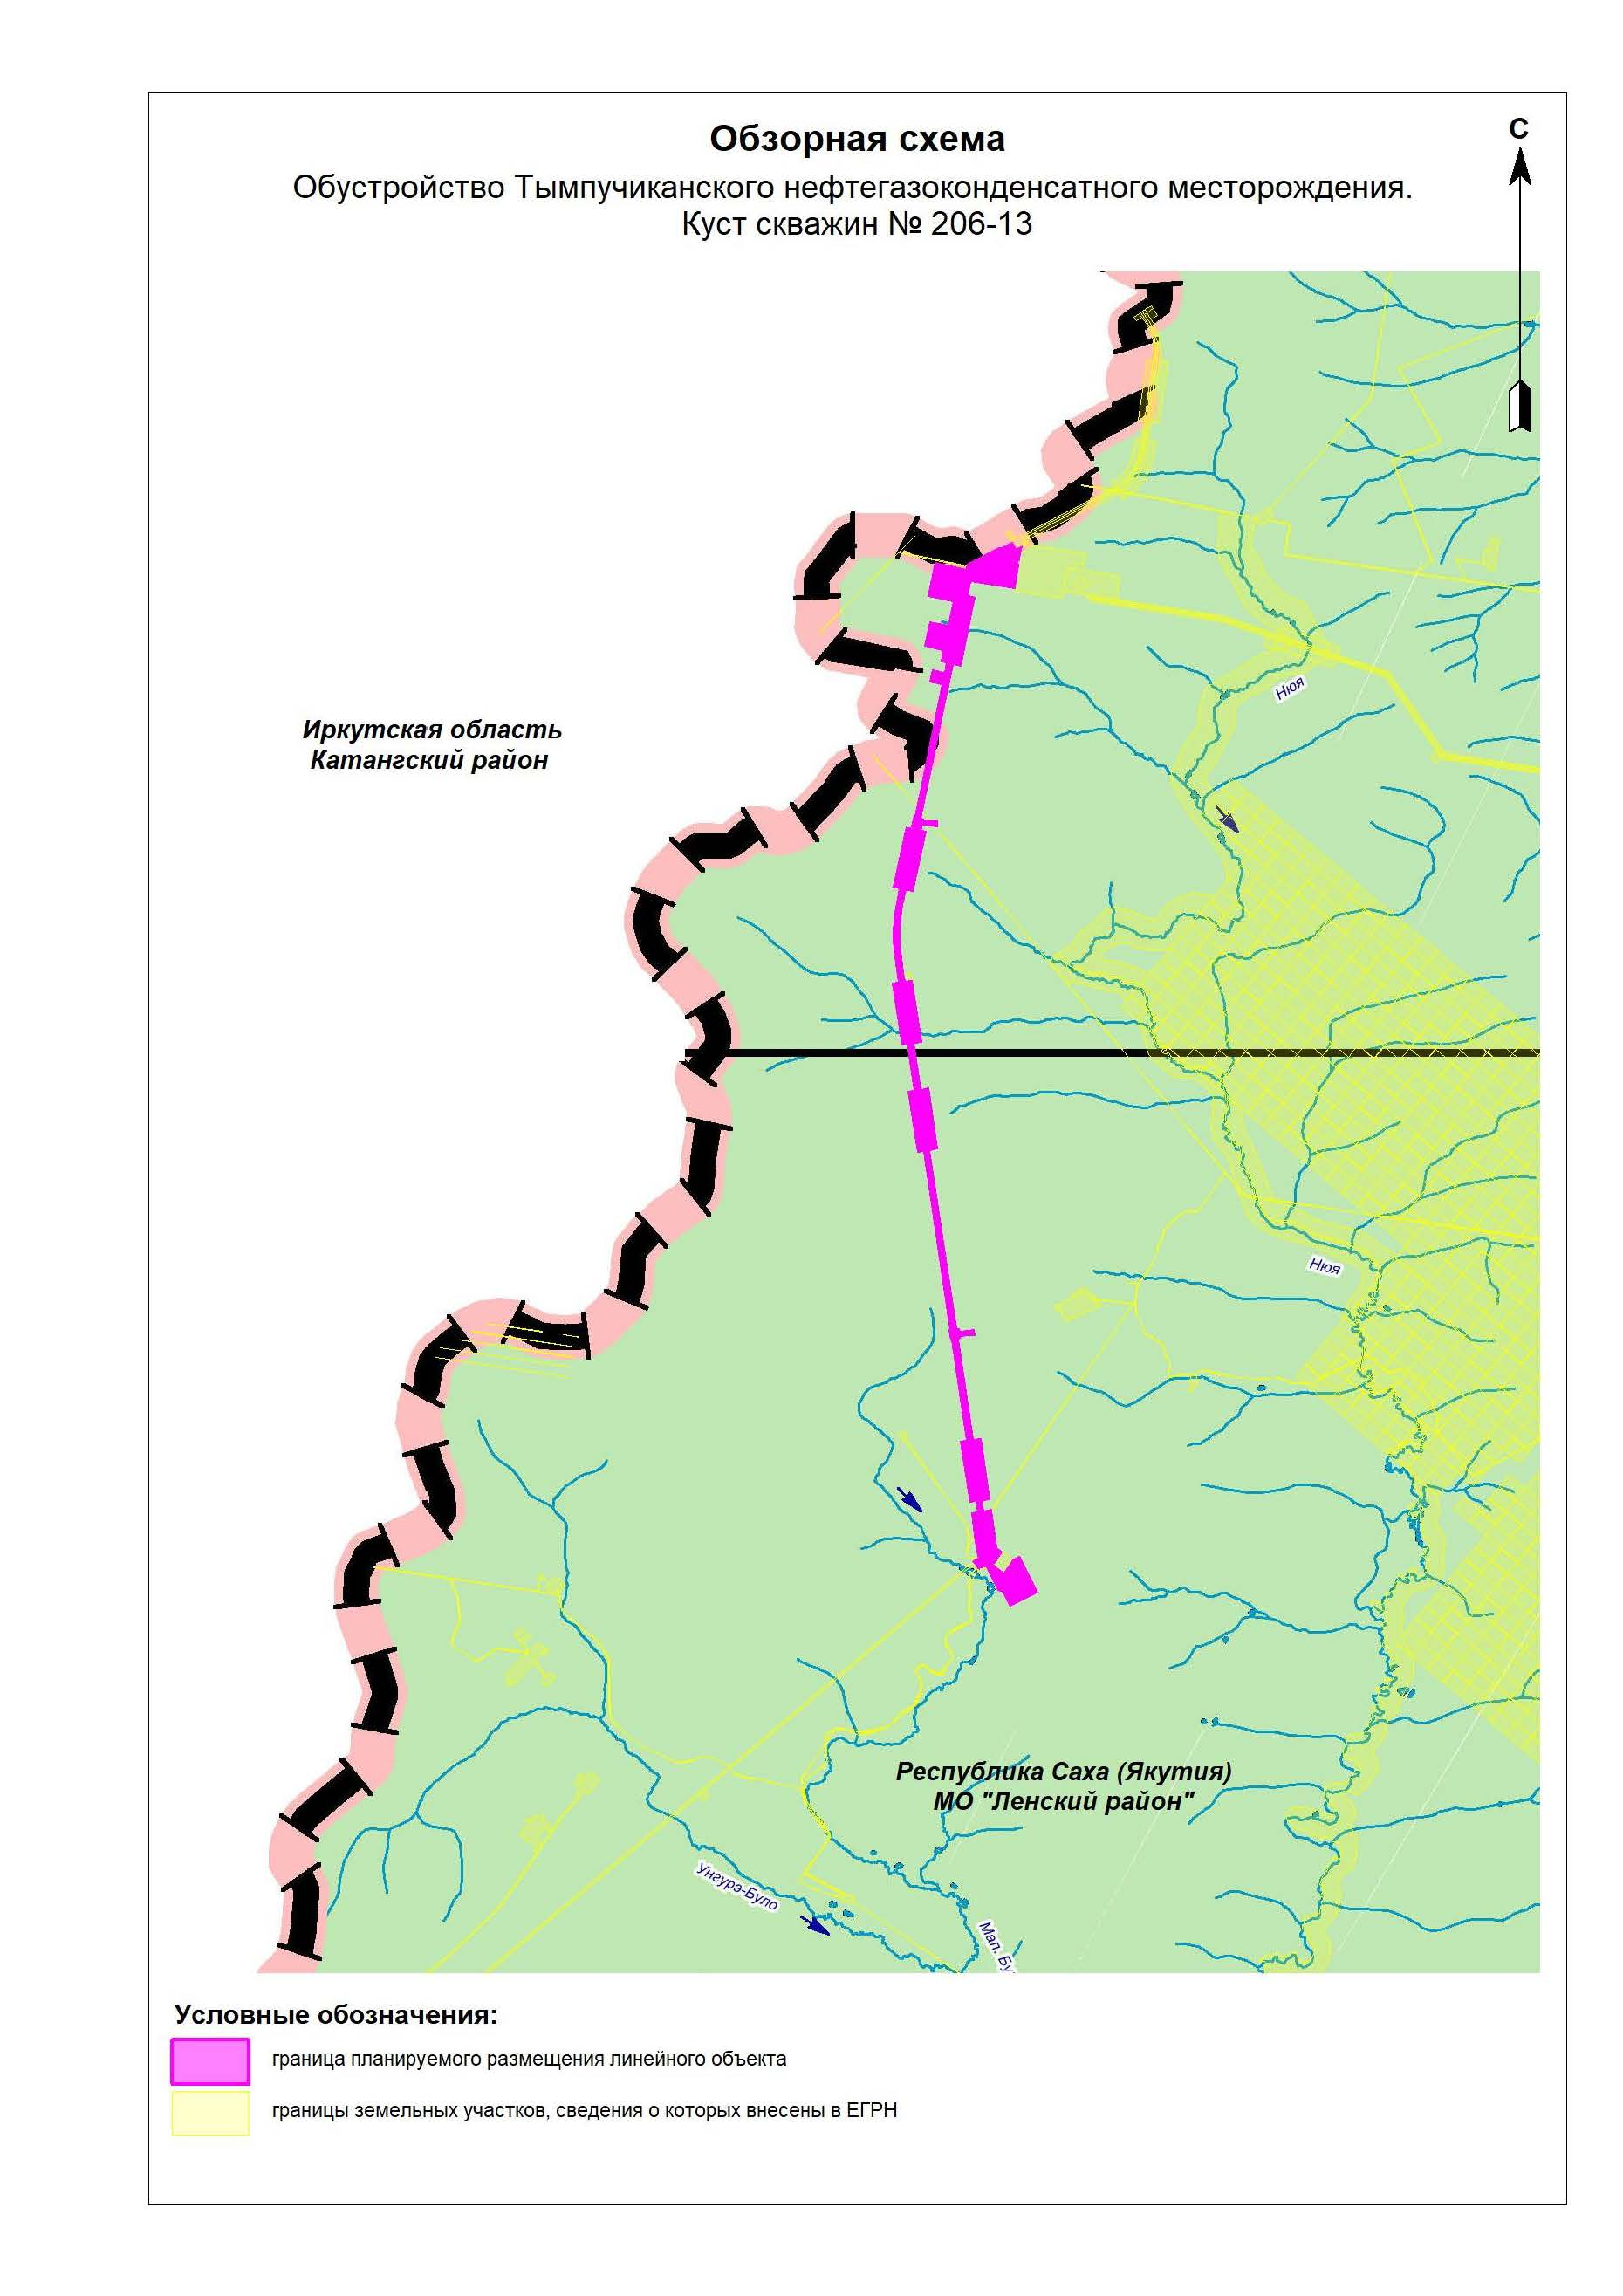 Обзорная схема
С
Обустройство Тымпучиканского нефтегазоконденсатного месторождения.
Куст скважин № 206-13
Нюя
Иркутская область
Катангский район
Нюя
Республика Саха (Якутия)
МО "Ленский район"
Унгурэ-Було
Мал. Бу
Условные обозначения:
граница планируемого размещения линейного объекта
границы земельных участков, сведения о которых внесены в ЕГРН